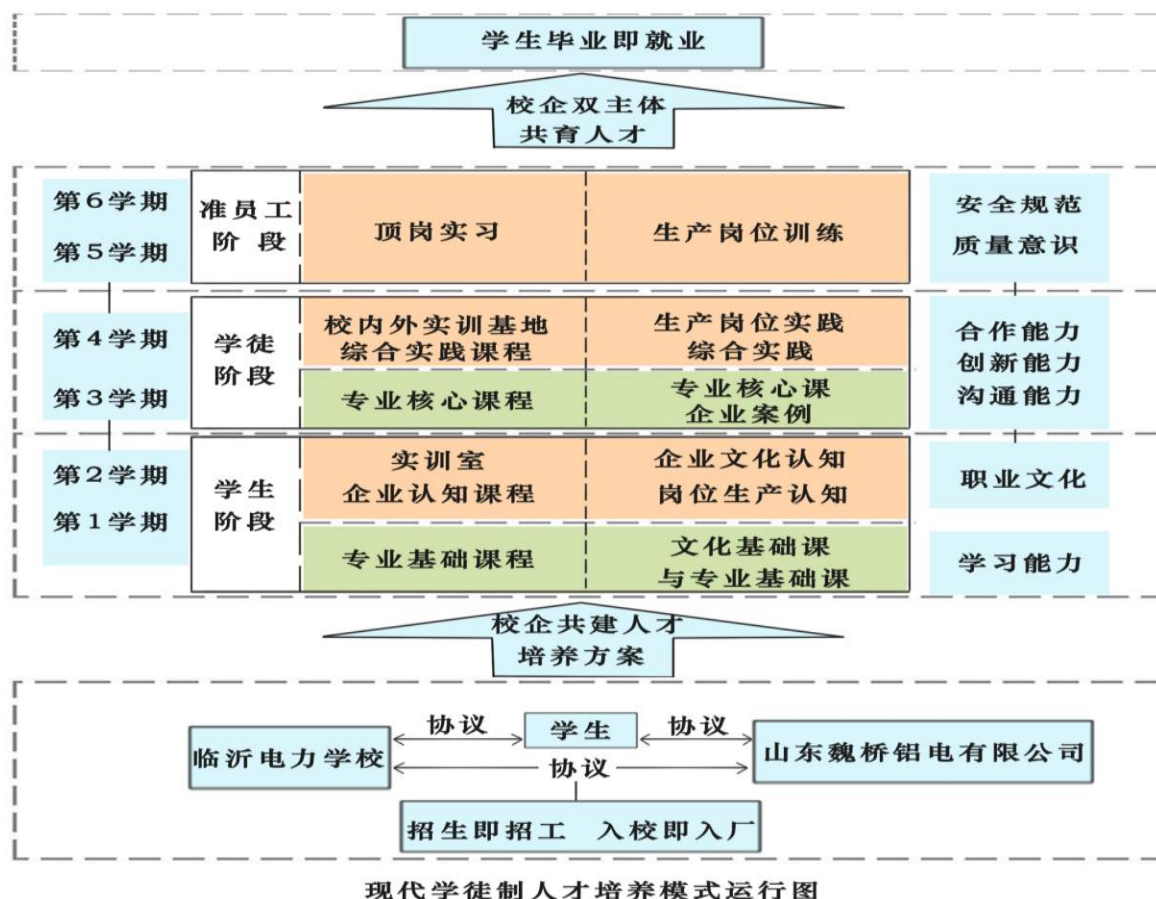 学生毕业即就业
校企双主体
共育人才
第6学期
第5学期
准员工
阶 段
顶岗实习
生产岗位训练
安全规范
质量意识
第4学期
第3学期
学徒
阶段
校内外实训基地
综合实践课程
生产岗位实践
综合实践
专业核心课程
专业核心课
企业案例
合作能力
创新能力
沟通能力
第2学期
第1学期
学生
阶段
实训室
企业认知课程
企业文化认知
岗位生产认知
专业基础课程
文化基础课
与专业基础课
职业文化
学习能力
校企共建人才
培养方案
临沂电力学校
协议
学生
协议
山东魏桥铝电有限公司
协议
招生即招工 入校即入厂
现代学徒制人才培养模式运行图